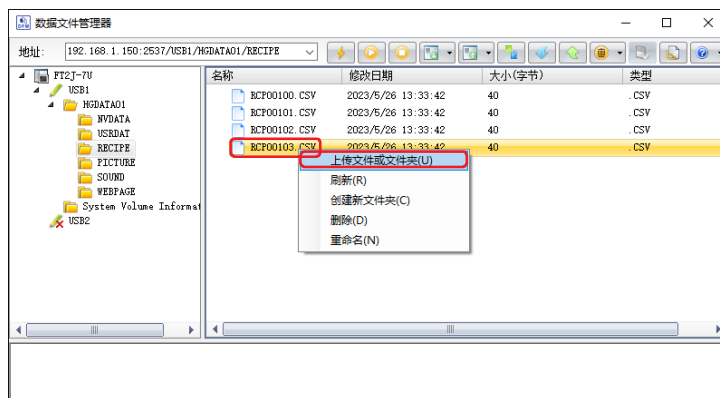 数据文件管理器
地址: 192.168.1.150:2537/USB1/HGDATA01/RECIPE
FT2J-7U
USB1
HGDATA01
NVDATA
USRDAT
RECIPE
PICTURE
SOUND
WEBPAGE
System Volume Informat
USB2
名称 修改日期 大小(字节) 类型
RCP00100.CSV 2023/5/26 13:33:42 40 .CSV
RCP00101.CSV 2023/5/26 13:33:42 40 .CSV
RCP00102.CSV 2023/5/26 13:33:42 40 .CSV
RCP00103.CSV 2023/5/26 13:33:42 40 .CSV
上传文件或文件夹(U)
刷新(R)
创建新文件夹(C)
删除(D)
重命名(N)